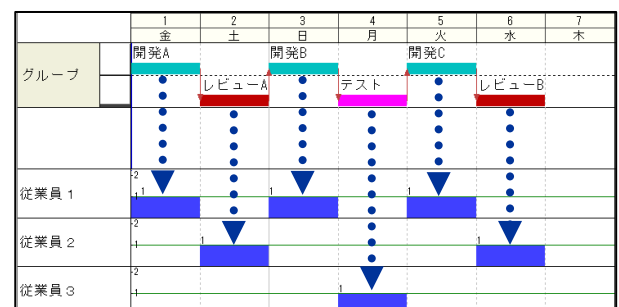 1 2 3 4 5 6 7
金 土 日 月 火 水 木
開発A 開発B 開発C
グループ
レビューA テスト レビューB
従業員1
2
1 1 1 1
従業員2
2
1 1 1
従業員3
2
1 1